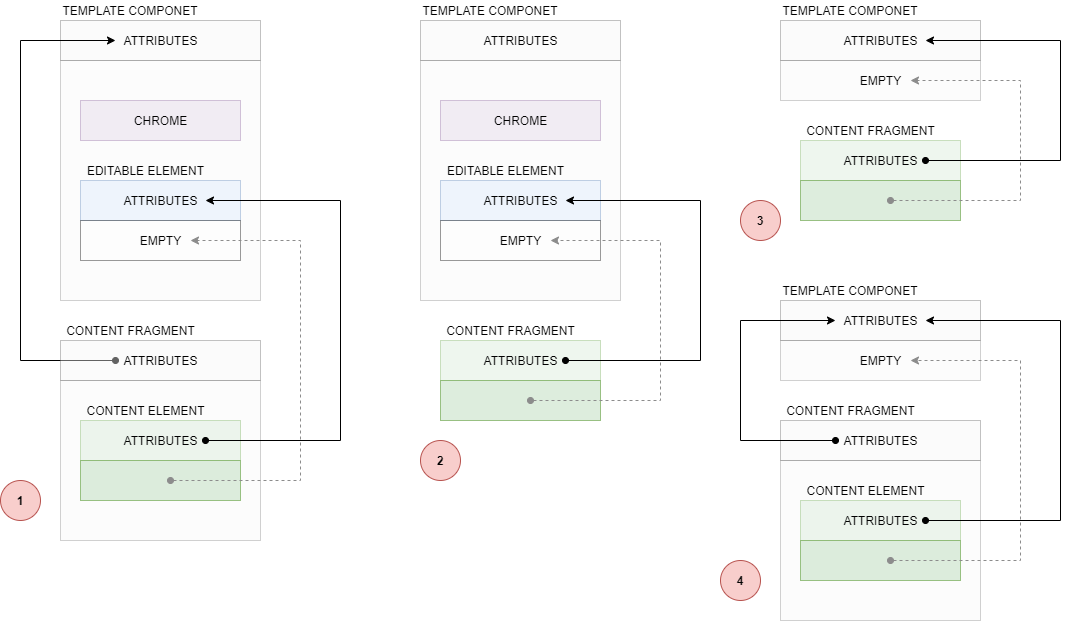 TEMPLATE COMPONET
ATTRIBUTES
CHROME
EDITABLE ELEMENT
ATTRIBUTES
EMPTY
CONTENT FRAGMENT
ATTRIBUTES
CONTENT ELEMENT
ATTRIBUTES
1
TEMPLATE COMPONET
ATTRIBUTES
CHROME
EDITABLE ELEMENT
ATTRIBUTES
EMPTY
CONTENT FRAGMENT
ATTRIBUTES
2
TEMPLATE COMPONET
ATTRIBUTES
EMPTY
CONTENT FRAGMENT
ATTRIBUTES
3
TEMPLATE COMPONET
ATTRIBUTES
EMPTY
CONTENT FRAGMENT
ATTRIBUTES
CONTENT ELEMENT
ATTRIBUTES
4